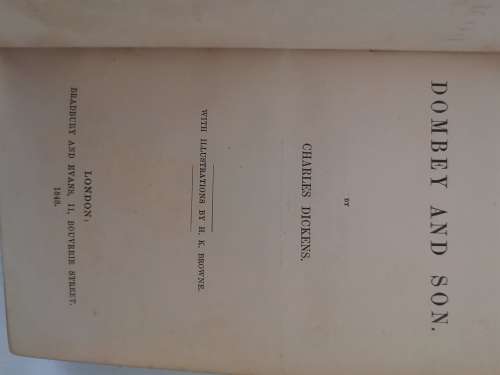 DOMBEY AND SON.
BY
CHARLES DICKENS.
WITH ILLUSTRATIONS BY H. K. BROWNE.
LONDON:
BRADBURY AND EVANS, 11, BOUVERIE STREET.
1848.